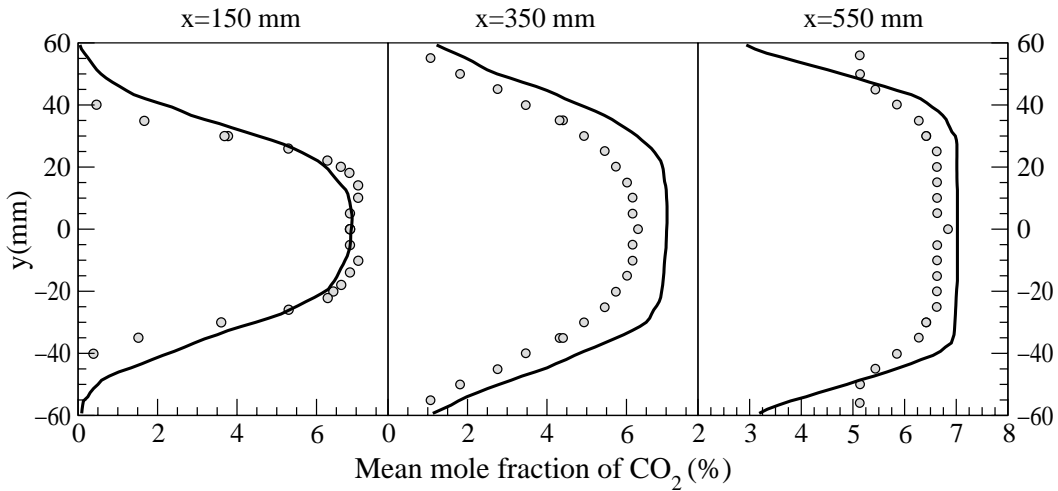 x=150 mm x=350 mm x=550 mm
60 60
40 40
20 20
0 0
−20 −20
−40 −40
−60 −60
y(mm)
0 2 4 6 0 2 4 6 2 3 4 5 6 7 8
Mean mole fraction of CO₂ (%)